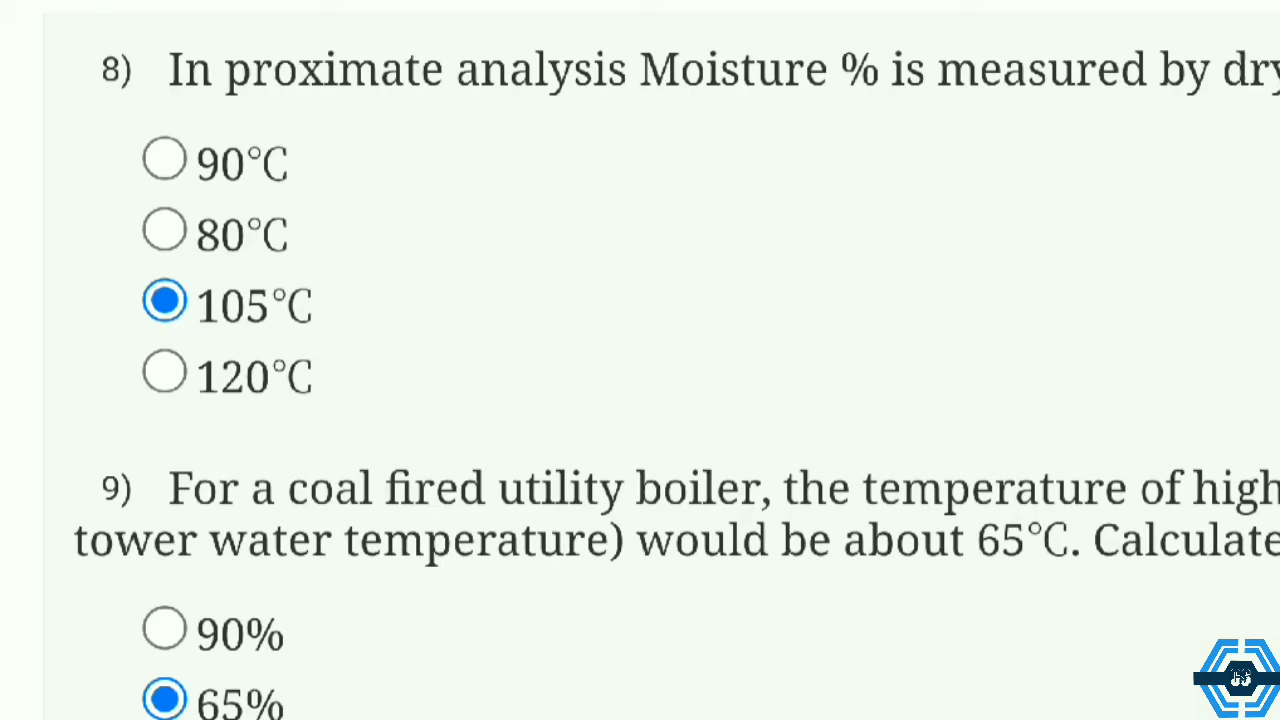 8) In proximate analysis Moisture % is measured by dry
90°C
80°C
105°C
120°C
9) For a coal fired utility boiler, the temperature of high
tower water temperature) would be about 65°C. Calculate
90%
65%